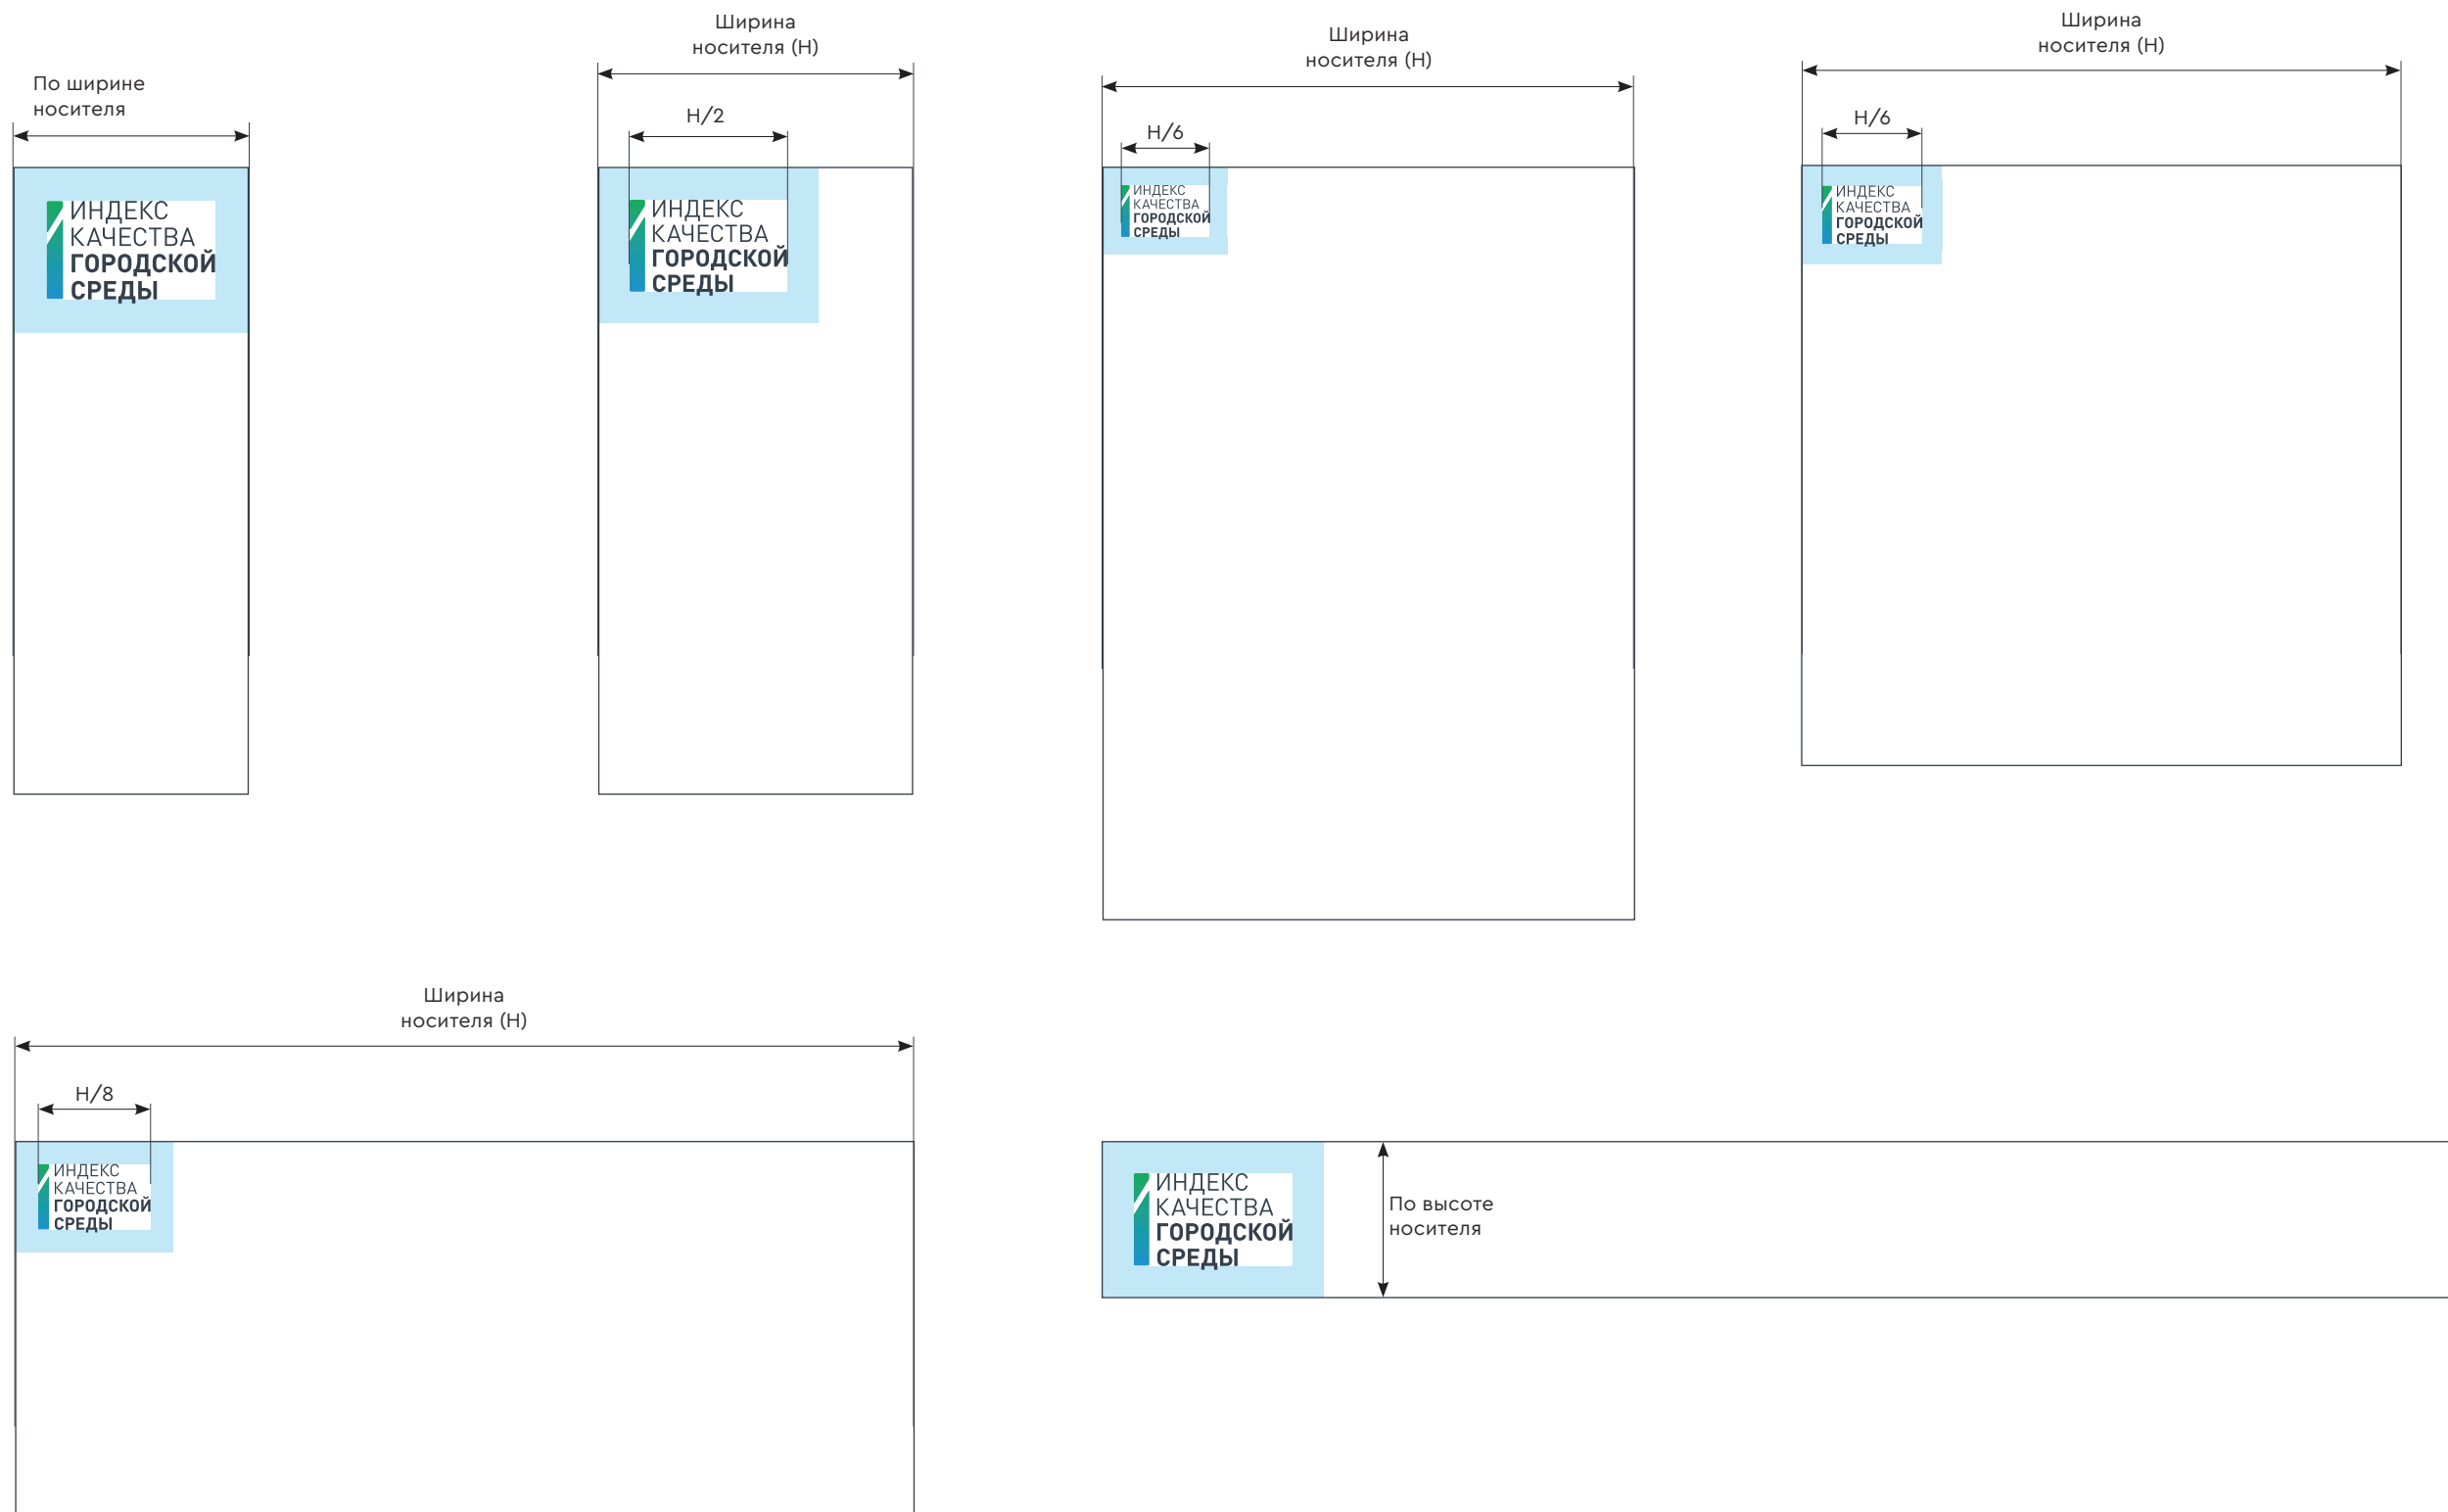 По ширине
носителя
ИНДЕКС
КАЧЕСТВА
ГОРОДСКОЙ
СРЕДЫ
Ширина
носителя (Н)
Н/2
ИНДЕКС
КАЧЕСТВА
ГОРОДСКОЙ
СРЕДЫ
Ширина
носителя (Н)
Н/6
ИНДЕКС
КАЧЕСТВА
ГОРОДСКОЙ
СРЕДЫ
Ширина
носителя (Н)
Н/6
ИНДЕКС
КАЧЕСТВА
ГОРОДСКОЙ
СРЕДЫ
Ширина
носителя (Н)
Н/8
ИНДЕКС
КАЧЕСТВА
ГОРОДСКОЙ
СРЕДЫ
ИНДЕКС
КАЧЕСТВА
ГОРОДСКОЙ
СРЕДЫ
По высоте
носителя